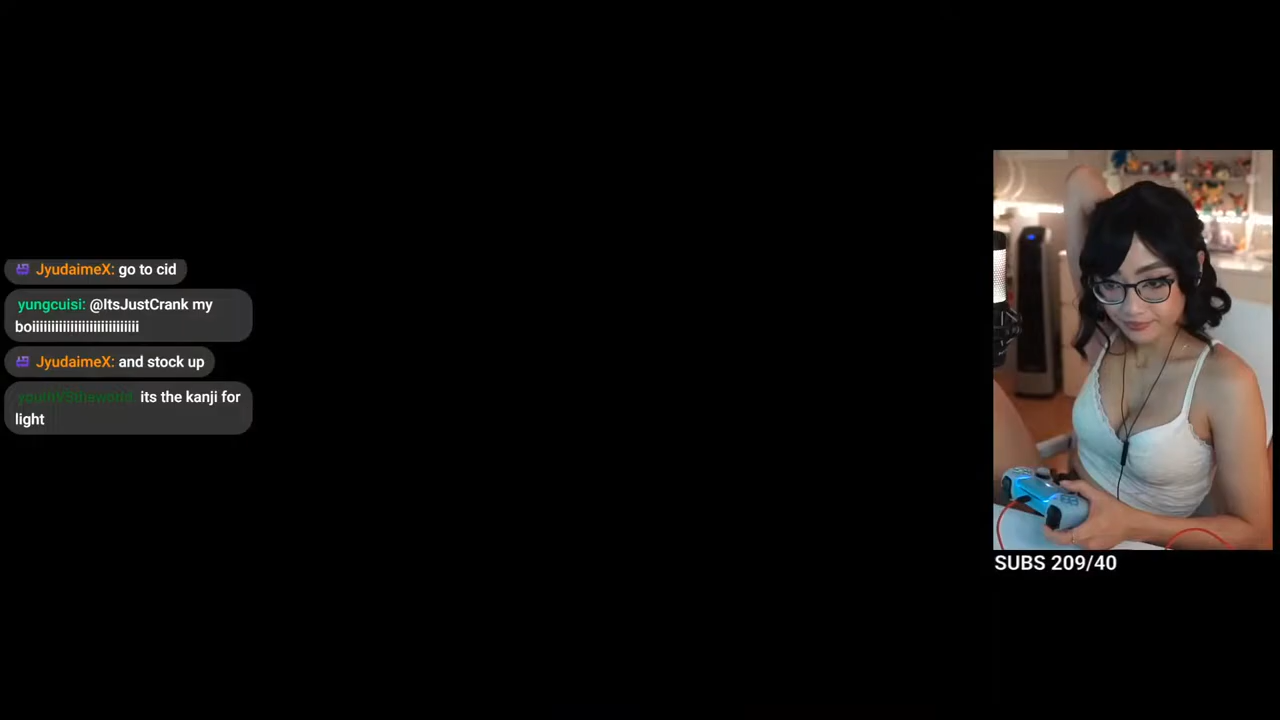 JyudaimeX: go to cid
yungcuisi: @ItsJustCrank my
boiiiiiiiiiiiiiiiiiiiiiiiiiii
JyudaimeX: and stock up
its the kanji for
light
SUBS 209/40